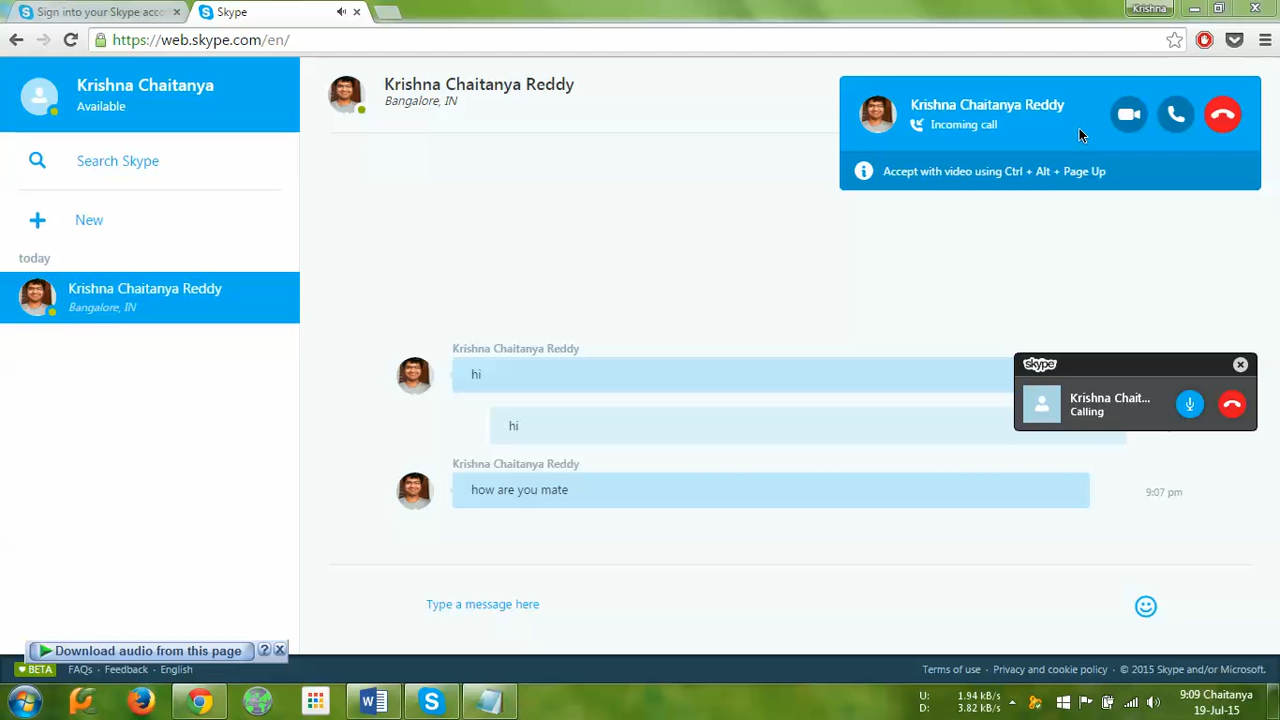 Sign into your Skype acco
Skype
Krishna
https://web.skype.com/en/
Krishna Chaitanya
Available
Search Skype
New
today
Krishna Chaitanya Reddy
Bangalore, IN
Krishna Chaitanya Reddy
Bangalore, IN
Krishna Chaitanya Reddy
Incoming call
Accept with video using Ctrl + Alt + Page Up
Krishna Chaitanya Reddy
hi
hi
Krishna Chaitanya Reddy
how are you mate
9:07 pm
skype
Krishna Chait...
Calling
Type a message here
Download audio from this page
?
BETA FAQs · Feedback · English
Terms of use · Privacy and cookie policy · © 2015 Skype and/or Microsoft.
U: 1.94 kB/s
D: 3.82 kB/s
9:09 Chaitanya
19-Jul-15